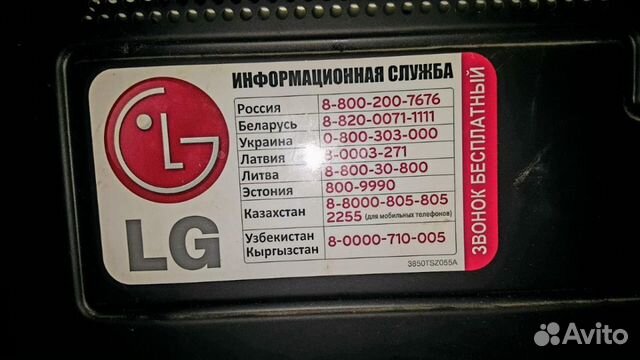 ИНФОРМАЦИОННАЯ СЛУЖБА
Россия 8-800-200-7676
Беларусь 8-820-0071-1111
Украина 0-800-303-000
Латвия 8-0003-271
Литва 8-800-30-800
Эстония 800-9990
Казахстан 8-8000-805-805
2255 (для мобильных телефонов)
Узбекистан
Кыргызстан 8-0000-710-005
ЗВОНОК БЕСПЛАТНЫЙ
LG
LG
3850TSZ055A
Avito